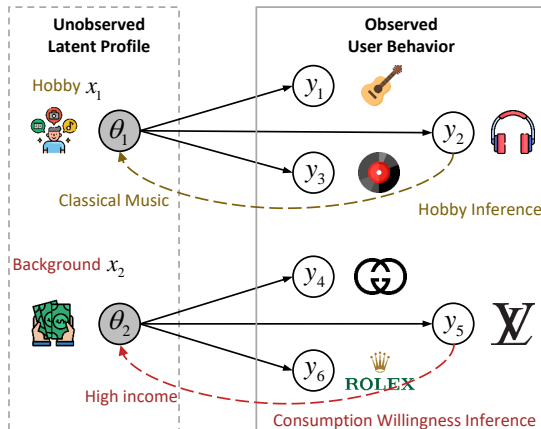 Unobserved
Latent Profile
Observed
User Behavior
Hobby x₁
θ₁
y₁
y₂
y₃
Classical Music
Hobby Inference
Background x₂
θ₂
y₄
y₅
y₆
ROLEX
High income
Consumption Willingness Inference